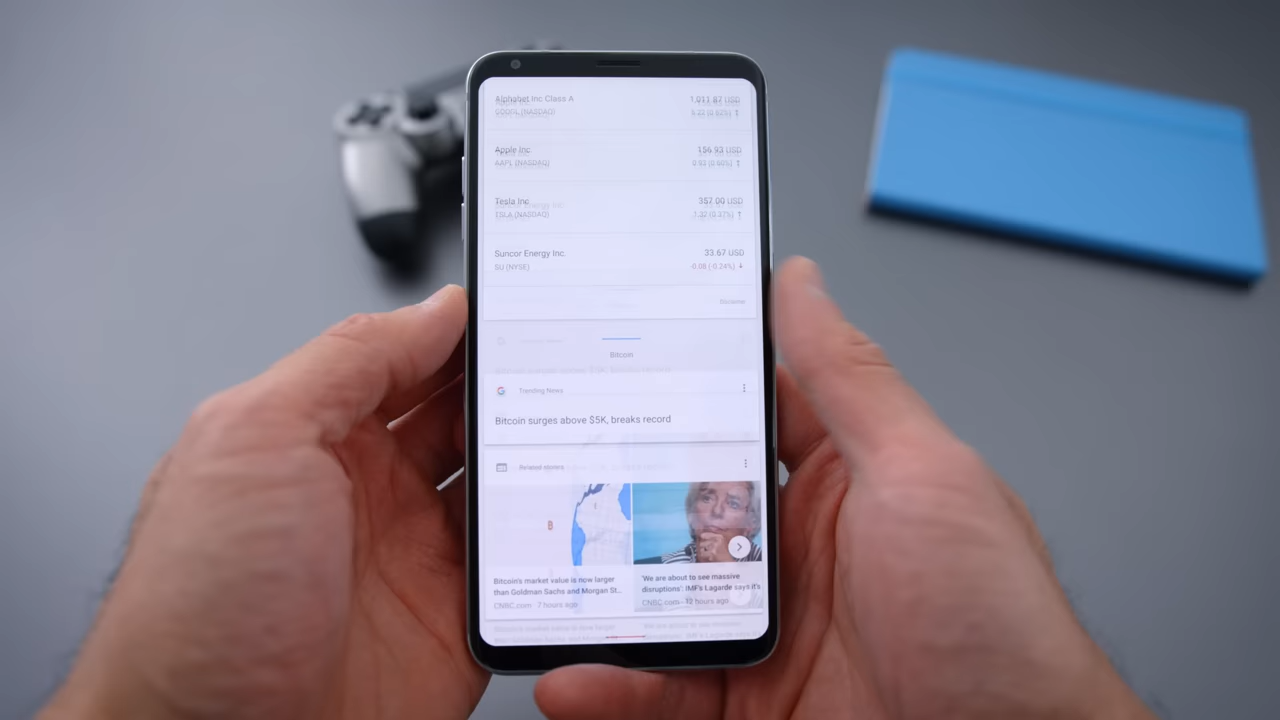 Alphabet Inc Class A
1,011.87 USD
GOOGL (NASDAQ)
Apple Inc
156.93 USD
AAPL (NASDAQ)
0.93 (0.60%) ↑
Tesla Inc
357.00 USD
TSLA (NASDAQ)
1.32 (0.37%) ↑
Suncor Energy Inc.
33.67 USD
SU (NYSE)
-0.08 (-0.24%) ↓
Disclaimer
Bitcoin
Trending News
Bitcoin surges above $5K, breaks record
Related stories
Bitcoin's market value is now larger
than Goldman Sachs and Morgan St...
CNBC.com · 7 hours ago
'We are about to see massive
disruptions': IMF's Lagarde says it's
CNBC.com · 12 hours ago